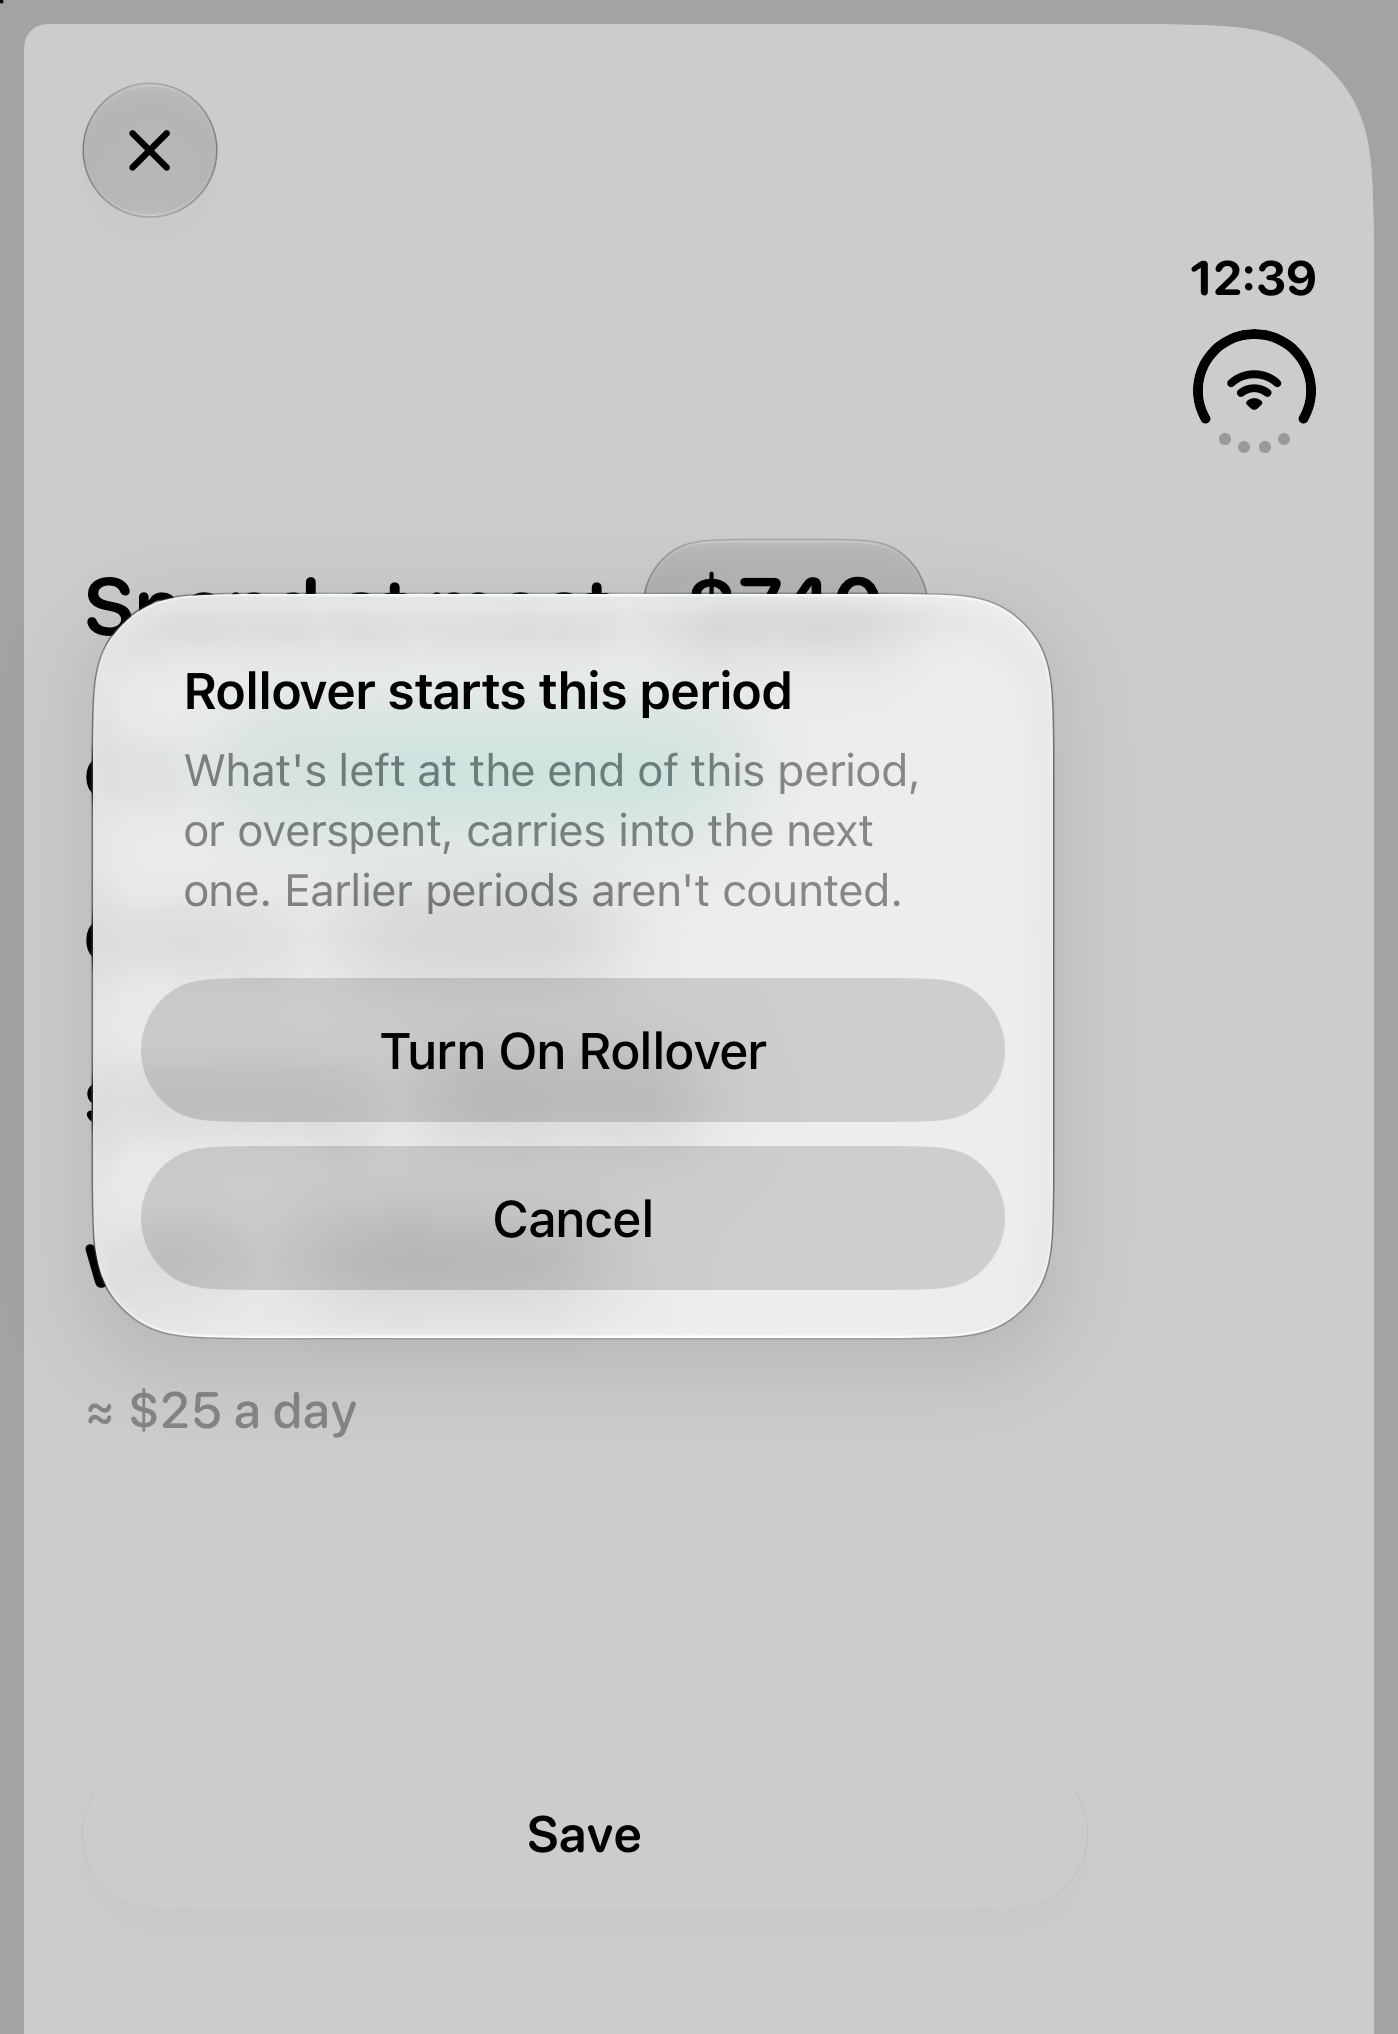 12:39
Rollover starts this period
What's left at the end of this period,
or overspent, carries into the next
one. Earlier periods aren't counted.
Turn On Rollover
Cancel
≈ $25 a day
Save